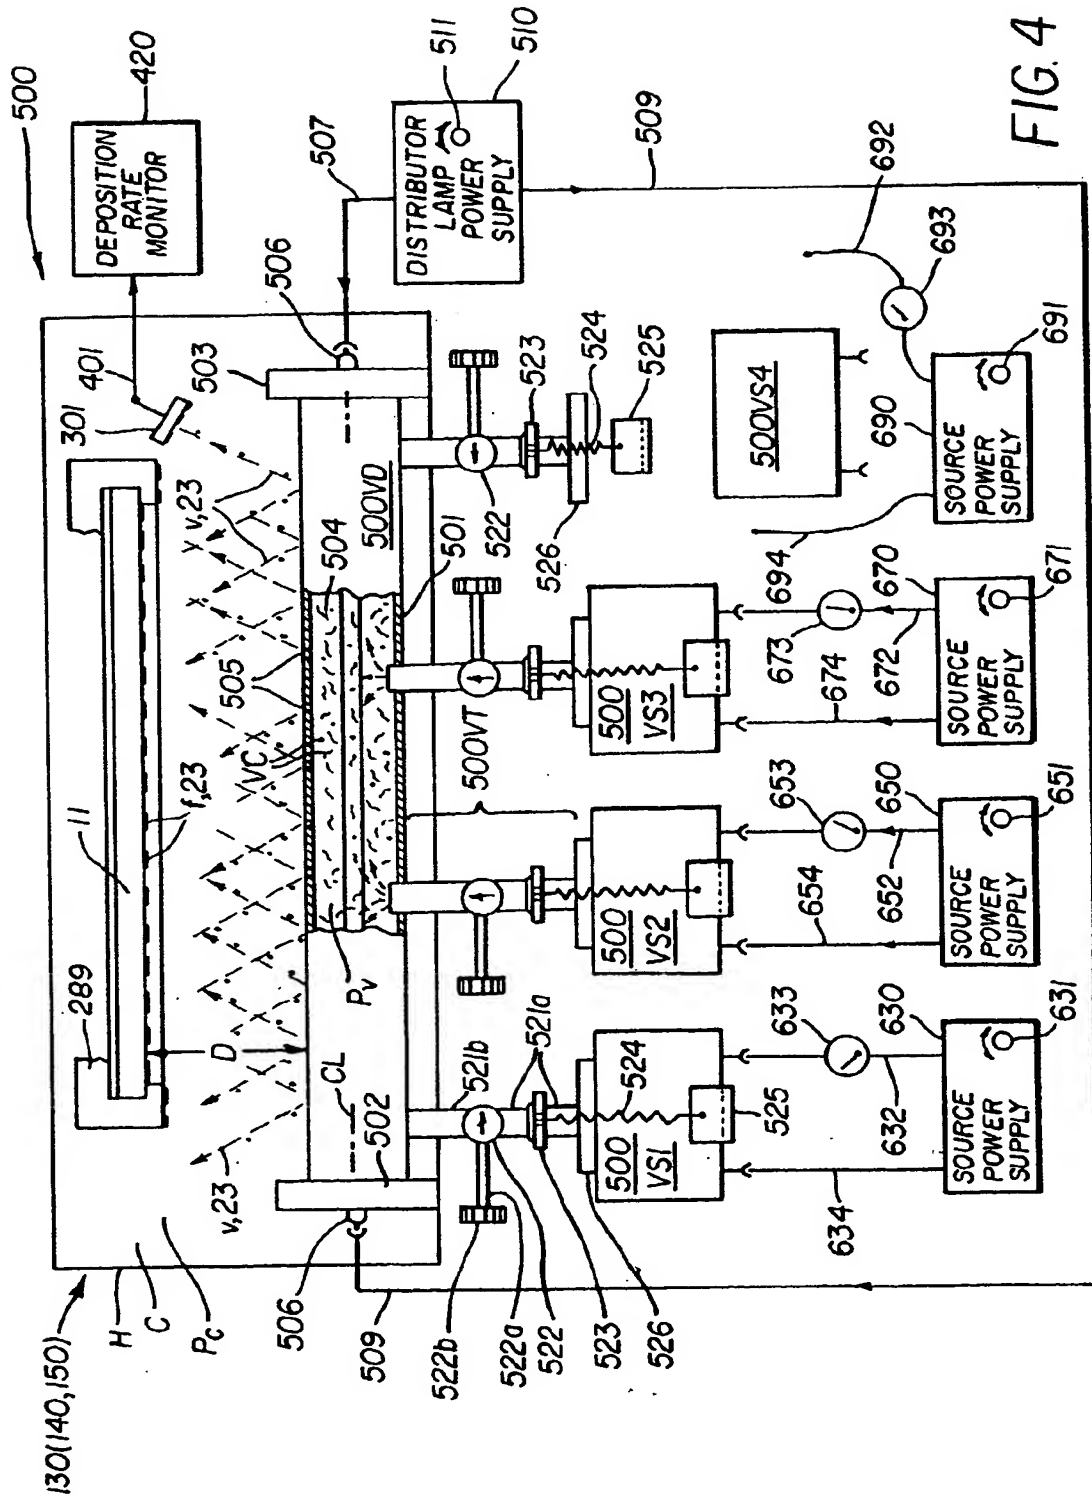 500
DEPOSITION
RATE
MONITOR
420
401
301
503
506
507
DISTRIBUTOR
LAMP
POWER
SUPPLY
511
510
509
130(140,150)
H
C
Pc
289
11
f,23
v,23
v,23
D
CL
502
506
509
VC
505
504
500VD
501
Pv
500VT
521b
521a
522b
522a
522
523
526
524
525
500
VS1
500
VS2
500
VS3
500VS4
522
523
524
525
526
634
632
633
630
SOURCE
POWER
SUPPLY
631
654
652
653
650
SOURCE
POWER
SUPPLY
651
674
672
673
670
SOURCE
POWER
SUPPLY
671
694
690
SOURCE
POWER
SUPPLY
691
693
692
FIG. 4